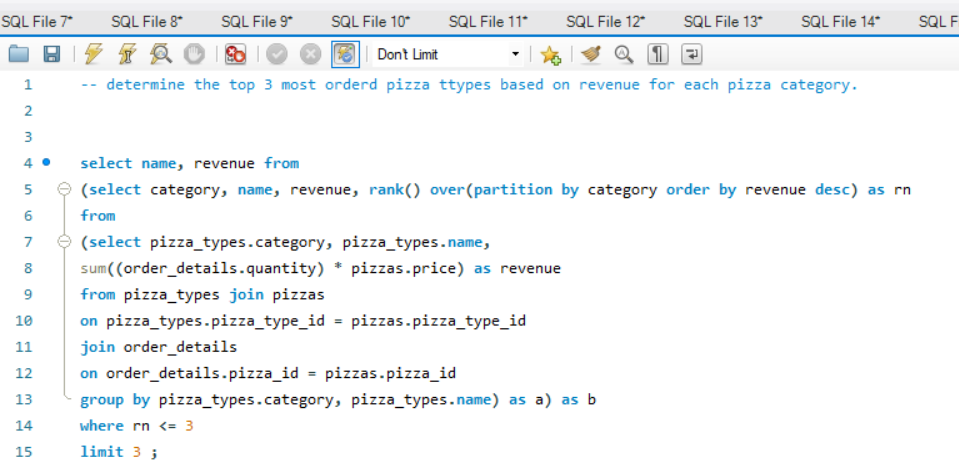 SQL File 7* SQL File 8* SQL File 9* SQL File 10* SQL File 11* SQL File 12* SQL File 13* SQL File 14* SQL F
Don't Limit
1 -- determine the top 3 most orderd pizza ttypes based on revenue for each pizza category.
2
3
4 select name, revenue from
5 (select category, name, revenue, rank() over(partition by category order by revenue desc) as rn
6 from
7 (select pizza_types.category, pizza_types.name,
8 sum((order_details.quantity) * pizzas.price) as revenue
9 from pizza_types join pizzas
10 on pizza_types.pizza_type_id = pizzas.pizza_type_id
11 join order_details
12 on order_details.pizza_id = pizzas.pizza_id
13 group by pizza_types.category, pizza_types.name) as a) as b
14 where rn <= 3
15 limit 3 ;